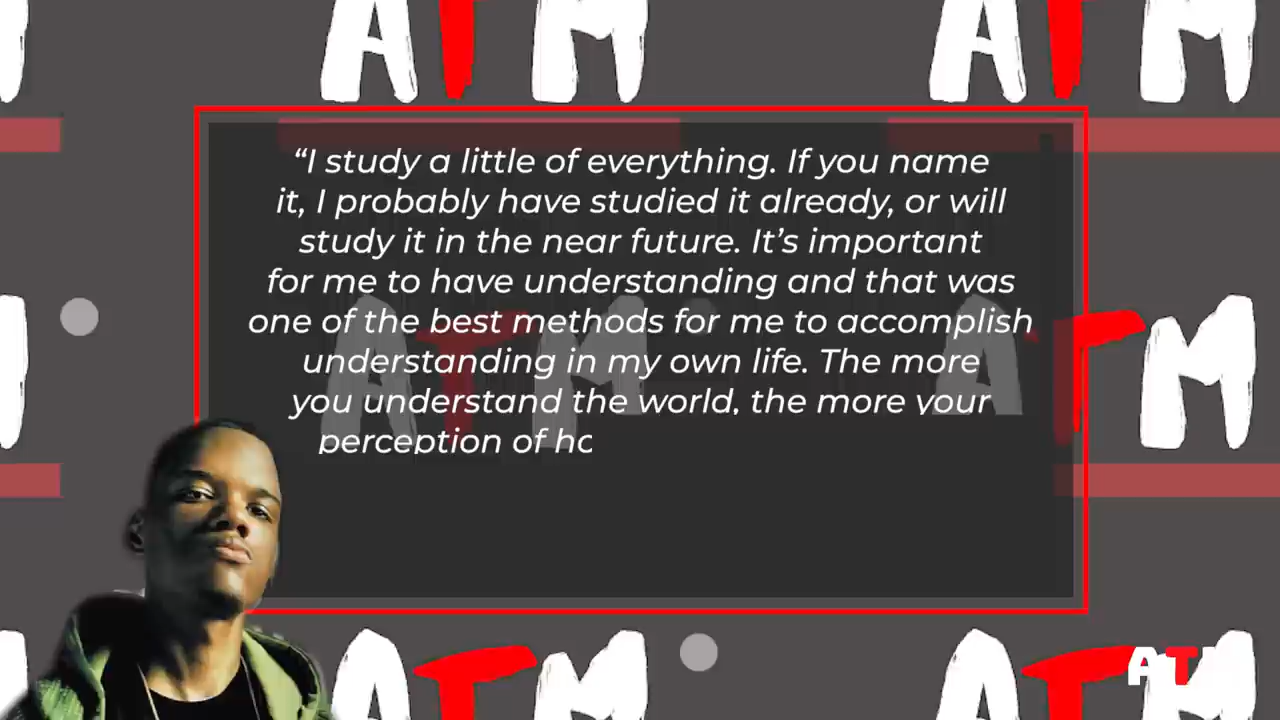 ATM
ATM
“I study a little of everything. If you name
it, I probably have studied it already, or will
study it in the near future. It’s important
for me to have understanding and that was
one of the best methods for me to accomplish
understanding in my own life. The more
you understand the world, the more your
perception of
ATM
ATM
ATM
ATM
AT